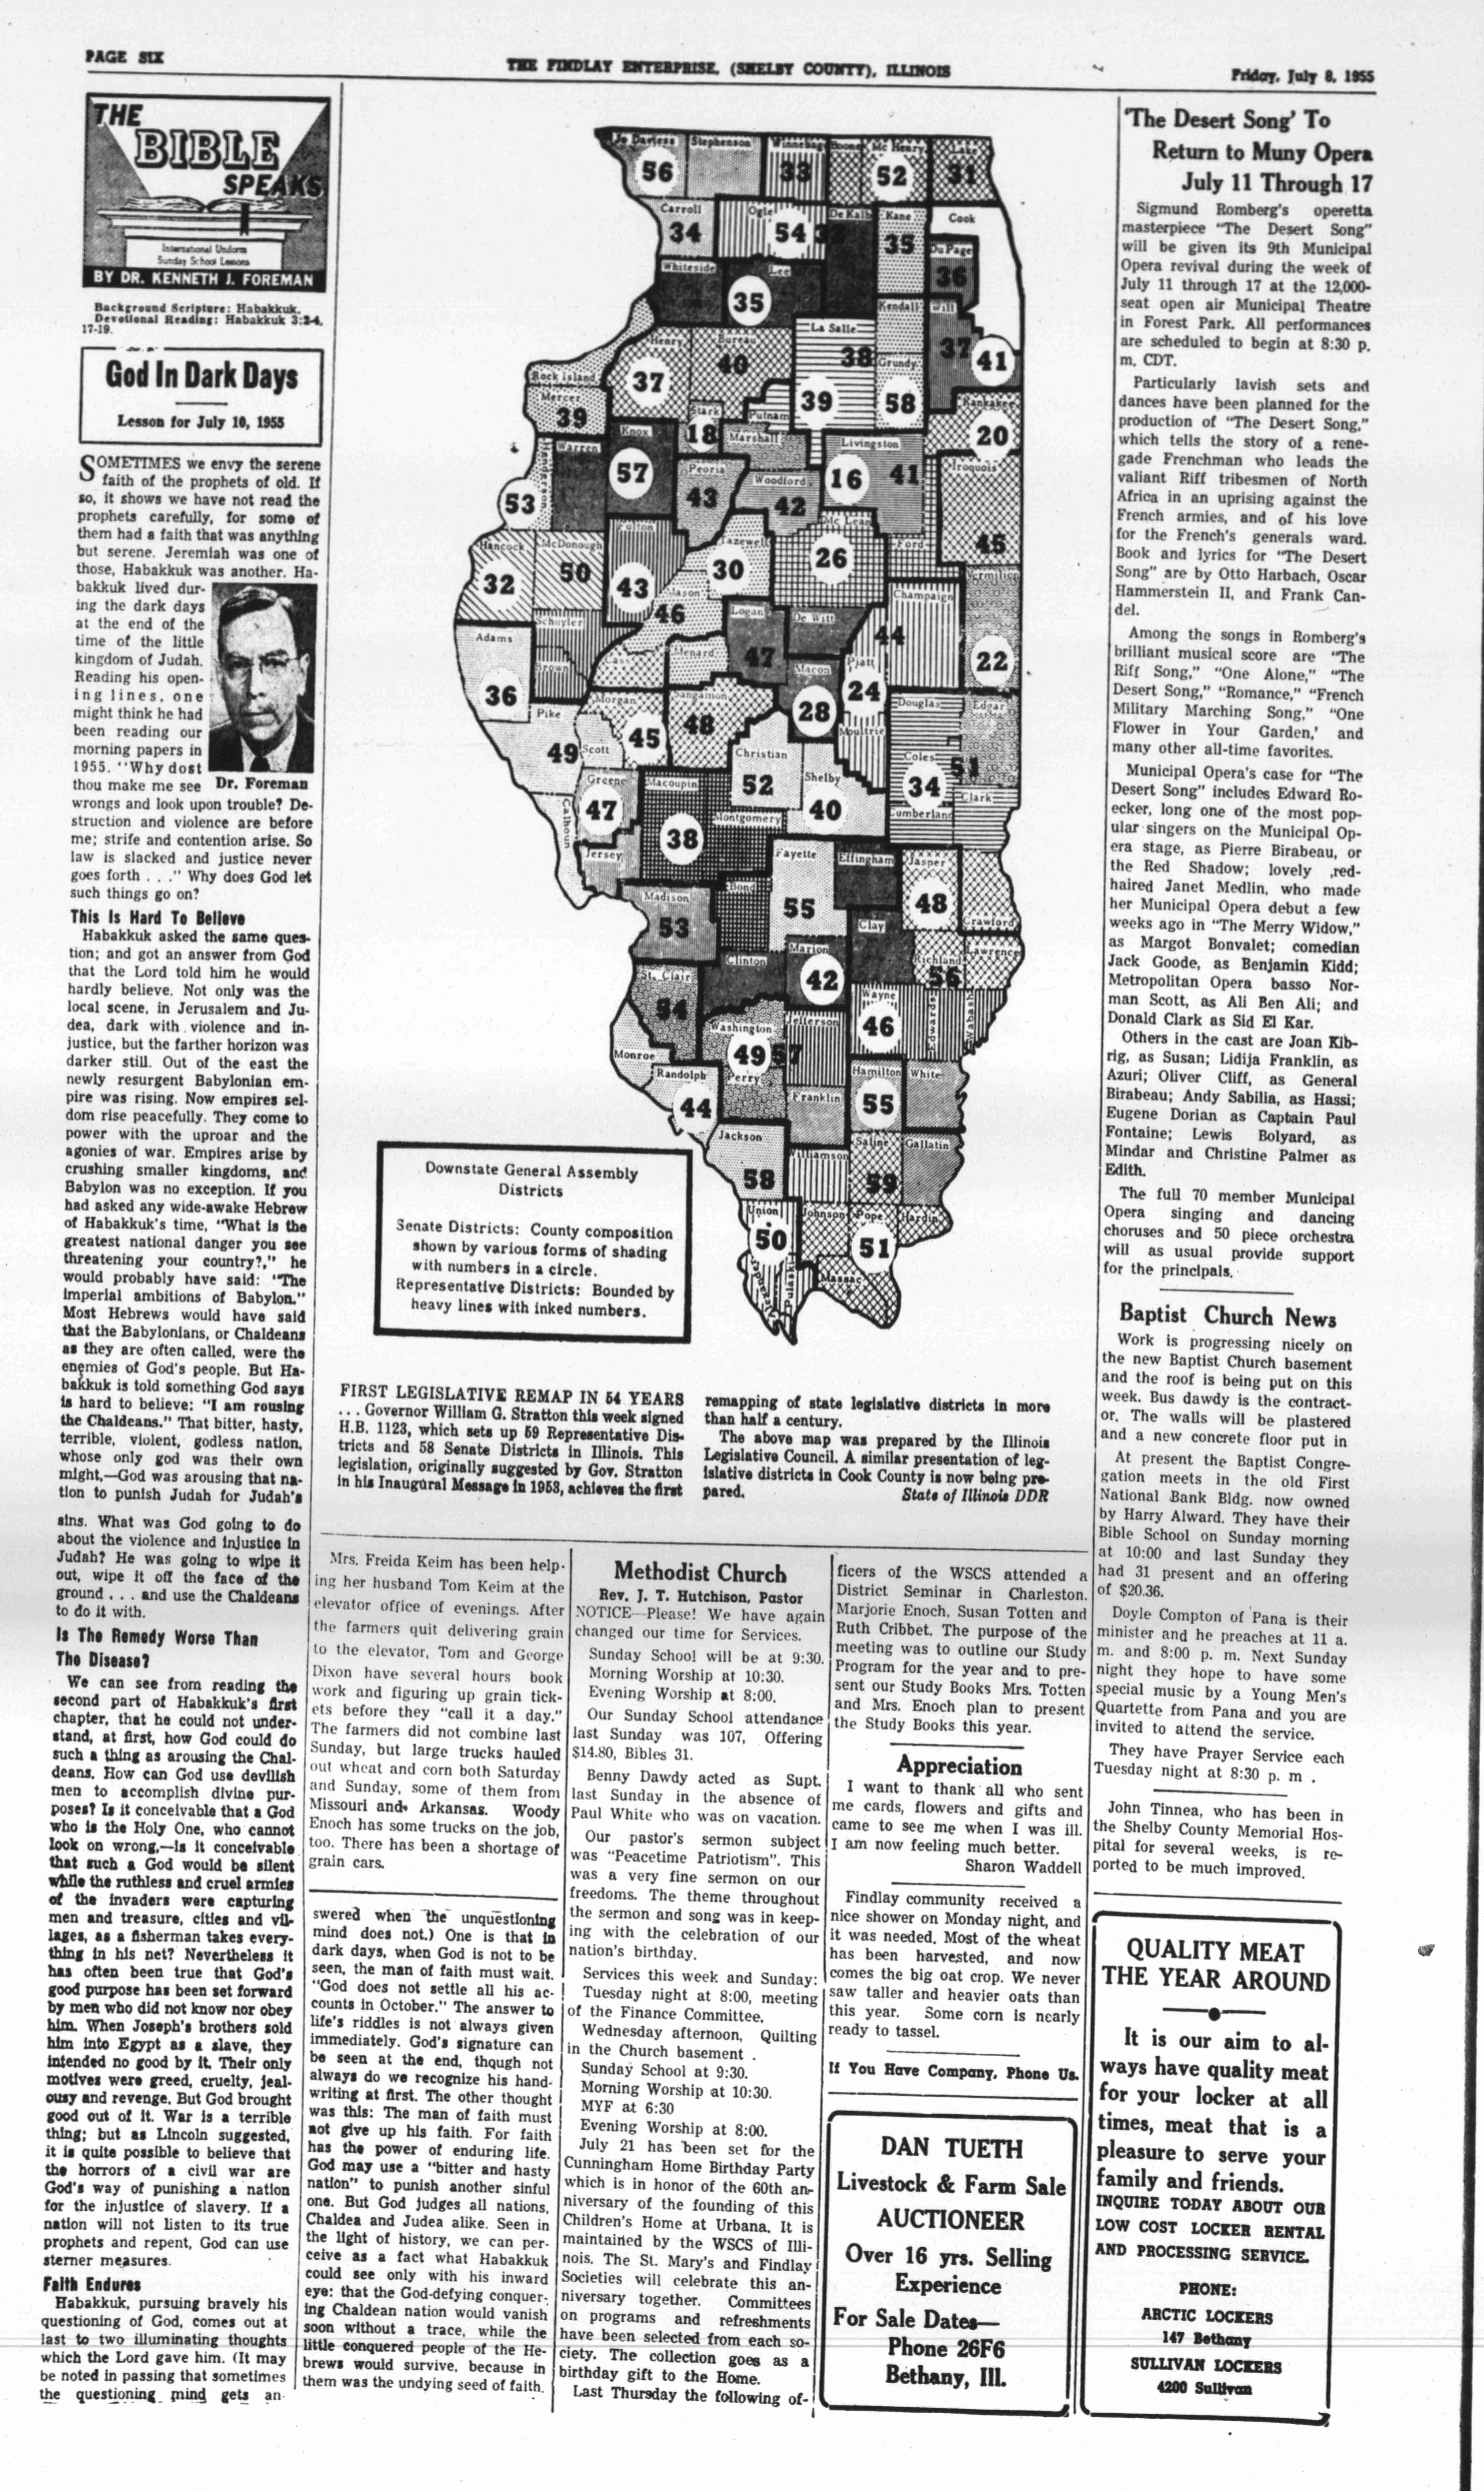 PAGE SIX
THE FINDLAY ENTERPRISE, (SHELBY COUNTY), ILLINOIS
Friday, July 8, 1955
THE
BIBLE
SPEAKS
International Uniform
Sunday School Lessons
BY DR. KENNETH J. FOREMAN
Background Scripture: Habakkuk.
Devotional Reading: Habakkuk 3:2-4,
17-19.
God In Dark Days
Lesson for July 10, 1955
SOMETIMES we envy the serene
faith of the prophets of old. If
so, it shows we have not read the
prophets carefully, for some of
them had a faith that was anything
but serene. Jeremiah was one of
those, Habakkuk was another. Ha-
bakkuk lived dur-
ing the dark days
at the end of the
time of the little
kingdom of Judah.
Reading his open-
ing lines, one
might think he had
been reading our
morning papers in
1955. "Why dost
thou make me see
Dr. Foreman
wrongs and look upon trouble? De-
struction and violence are before
me; strife and contention arise. So
law is slacked and justice never
goes forth . . ." Why does God let
such things go on?
This Is Hard To Believe
Habakkuk asked the same ques-
tion; and got an answer from God
that the Lord told him he would
hardly believe. Not only was the
local scene, in Jerusalem and Ju-
dea, dark with violence and in-
justice, but the farther horizon was
darker still. Out of the east the
newly resurgent Babylonian em-
pire was rising. Now empires sel-
dom rise peacefully. They come to
power with the uproar and the
agonies of war. Empires arise by
crushing smaller kingdoms, and
Babylon was no exception. If you
had asked any wide-awake Hebrew
of Habakkuk's time, "What is the
greatest national danger you see
threatening your country?," he
would probably have said: "The
imperial ambitions of Babylon."
Most Hebrews would have said
that the Babylonians, or Chaldeans
as they are often called, were the
enemies of God's people. But Ha-
bakkuk is told something God says
is hard to believe: "I am rousing
the Chaldeans." That bitter, hasty,
terrible, violent, godless nation,
whose only god was their own
might,—God was arousing that na-
tion to punish Judah for Judah's
sins. What was God going to do
about the violence and injustice in
Judah? He was going to wipe it
out, wipe it off the face of the
ground . . . and use the Chaldeans
to do it with.
Is The Remedy Worse Than
The Disease?
We can see from reading the
second part of Habakkuk's first
chapter, that he could not under-
stand, at first, how God could do
such a thing as arousing the Chal-
deans. How can God use devilish
men to accomplish divine pur-
poses? Is it conceivable that a God
who is the Holy One, who cannot
look on wrong,—is it conceivable
that such a God would be silent
while the ruthless and cruel armies
of the invaders were capturing
men and treasure, cities and vil-
lages, as a fisherman takes every-
thing in his net? Nevertheless it
has often been true that God's
good purpose has been set forward
by men who did not know nor obey
him. When Joseph's brothers sold
him into Egypt as a slave, they
intended no good by it. Their only
motives were greed, cruelty, jeal-
ousy and revenge. But God brought
good out of it. War is a terrible
thing; but as Lincoln suggested,
it is quite possible to believe that
the horrors of a civil war are
God's way of punishing a nation
for the injustice of slavery. If a
nation will not listen to its true
prophets and repent, God can use
sterner measures.
Faith Endures
Habakkuk, pursuing bravely his
questioning of God, comes out at
last to two illuminating thoughts
which the Lord gave him. (It may
be noted in passing that sometimes
the questioning mind gets an-
Jo Daviess
Stephenson
Winnebago
Boone
Mc Henry
Lake
56
33
52
31
Carroll
Ogle
De Kalb
Kane
Cook
34
54
35
Du Page
36
Whiteside
Lee
35
Kendall
Will
La Salle
Henry
Bureau
40
38
Grundy
37
41
Rock Island
37
Mercer
39
39
58
Kankakee
Stark
Putnam
20
Knox
18
Marshall
Livingston
Warren
Henderson
57
Peoria
Woodford
16
41
Iroquois
53
43
42
Mc Lean
Fulton
Tazewell
Ford
45
Hancock
McDonough
30
26
32
50
43
Mason
Champaign
Vermilion
46
Logan
De Witt
44
Schuyler
Adams
Cass
Menard
47
Macon
Piatt
22
Brown
36
Morgan
Sangamon
28
24
Douglas
Edgar
Pike
45
48
Moultrie
49
Scott
Christian
Coles
51
Greene
Macoupin
52
Shelby
34
Clark
47
Calhoun
38
Montgomery
40
Cumberland
Jersey
Fayette
Effingham
Jasper
Madison
Bond
55
48
53
Clay
Crawford
Clinton
Marion
Richland
Lawrence
St. Clair
42
56
54
Wayne
Edwards
Wabash
Washington
Jefferson
46
Monroe
49
57
Randolph
Perry
Hamilton
White
44
Franklin
55
Jackson
Saline
Gallatin
Williamson
58
59
Union
Johnson
Pope
Hardin
50
51
Alexander
Pulaski
Massac
Downstate General Assembly
Districts
Senate Districts: County composition
shown by various forms of shading
with numbers in a circle.
Representative Districts: Bounded by
heavy lines with inked numbers.
FIRST LEGISLATIVE REMAP IN 54 YEARS
. . . Governor William G. Stratton this week signed
H.B. 1123, which sets up 59 Representative Dis-
tricts and 58 Senate Districts in Illinois. This
legislation, originally suggested by Gov. Stratton
in his Inaugural Message in 1953, achieves the first
remapping of state legislative districts in more
than half a century.
The above map was prepared by the Illinois
Legislative Council. A similar presentation of leg-
islative districts in Cook County is now being pre-
pared.
State of Illinois DDR
Mrs. Freida Keim has been help-
ing her husband Tom Keim at the
elevator office of evenings. After
the farmers quit delivering grain
to the elevator, Tom and George
Dixon have several hours book
work and figuring up grain tick-
ets before they "call it a day."
The farmers did not combine last
Sunday, but large trucks hauled
out wheat and corn both Saturday
and Sunday, some of them from
Missouri and Arkansas. Woody
Enoch has some trucks on the job,
too. There has been a shortage of
grain cars.
swered when the unquestioning
mind does not.) One is that in
dark days, when God is not to be
seen, the man of faith must wait.
"God does not settle all his ac-
counts in October." The answer to
life's riddles is not always given
immediately. God's signature can
be seen at the end, though not
always do we recognize his hand-
writing at first. The other thought
was this: The man of faith must
not give up his faith. For faith
has the power of enduring life.
God may use a "bitter and hasty
nation" to punish another sinful
one. But God judges all nations,
Chaldea and Judea alike. Seen in
the light of history, we can per-
ceive as a fact what Habakkuk
could see only with his inward
eye: that the God-defying conquer-
ing Chaldean nation would vanish
soon without a trace, while the
little conquered people of the He-
brews would survive, because in
them was the undying seed of faith.
Methodist Church
Rev. J. T. Hutchison, Pastor
NOTICE—Please! We have again
changed our time for Services.
Sunday School will be at 9:30.
Morning Worship at 10:30.
Evening Worship at 8:00.
Our Sunday School attendance
last Sunday was 107, Offering
$14.80, Bibles 31.
Benny Dawdy acted as Supt.
last Sunday in the absence of
Paul White who was on vacation.
Our pastor's sermon subject
was "Peacetime Patriotism". This
was a very fine sermon on our
freedoms. The theme throughout
the sermon and song was in keep-
ing with the celebration of our
nation's birthday.
Services this week and Sunday:
Tuesday night at 8:00, meeting
of the Finance Committee.
Wednesday afternoon, Quilting
in the Church basement .
Sunday School at 9:30.
Morning Worship at 10:30.
MYF at 6:30
Evening Worship at 8:00.
July 21 has been set for the
Cunningham Home Birthday Party
which is in honor of the 60th an-
niversary of the founding of this
Children's Home at Urbana. It is
maintained by the WSCS of Illi-
nois. The St. Mary's and Findlay
Societies will celebrate this an-
niversary together. Committees
on programs and refreshments
have been selected from each so-
ciety. The collection goes as a
birthday gift to the Home.
Last Thursday the following of-
ficers of the WSCS attended a
District Seminar in Charleston.
Marjorie Enoch, Susan Totten and
Ruth Cribbet. The purpose of the
meeting was to outline our Study
Program for the year and to pre-
sent our Study Books Mrs. Totten
and Mrs. Enoch plan to present
the Study Books this year.
Appreciation
I want to thank all who sent
me cards, flowers and gifts and
came to see me when I was ill.
I am now feeling much better.
Sharon Waddell
Findlay community received a
nice shower on Monday night, and
it was needed. Most of the wheat
has been harvested, and now
comes the big oat crop. We never
saw taller and heavier oats than
this year. Some corn is nearly
ready to tassel.
If You Have Company, Phone Us.
DAN TUETH
Livestock & Farm Sale
AUCTIONEER
Over 16 yrs. Selling
Experience
For Sale Dates—
Phone 26F6
Bethany, Ill.
'The Desert Song' To
Return to Muny Opera
July 11 Through 17
Sigmund Romberg's operetta
masterpiece "The Desert Song"
will be given its 9th Municipal
Opera revival during the week of
July 11 through 17 at the 12,000-
seat open air Municipal Theatre
in Forest Park. All performances
are scheduled to begin at 8:30 p.
m. CDT.
Particularly lavish sets and
dances have been planned for the
production of "The Desert Song,"
which tells the story of a rene-
gade Frenchman who leads the
valiant Riff tribesmen of North
Africa in an uprising against the
French armies, and of his love
for the French's generals ward.
Book and lyrics for "The Desert
Song" are by Otto Harbach, Oscar
Hammerstein II, and Frank Can-
del.
Among the songs in Romberg's
brilliant musical score are "The
Riff Song," "One Alone," "The
Desert Song," "Romance," "French
Military Marching Song," "One
Flower in Your Garden,' and
many other all-time favorites.
Municipal Opera's case for "The
Desert Song" includes Edward Ro-
ecker, long one of the most pop-
ular singers on the Municipal Op-
era stage, as Pierre Birabeau, or
the Red Shadow; lovely red-
haired Janet Medlin, who made
her Municipal Opera debut a few
weeks ago in "The Merry Widow,"
as Margot Bonvalet; comedian
Jack Goode, as Benjamin Kidd;
Metropolitan Opera basso Nor-
man Scott, as Ali Ben Ali; and
Donald Clark as Sid El Kar.
Others in the cast are Joan Kib-
rig, as Susan; Lidija Franklin, as
Azuri; Oliver Cliff, as General
Birabeau; Andy Sabilia, as Hassi;
Eugene Dorian as Captain Paul
Fontaine; Lewis Bolyard, as
Mindar and Christine Palmer as
Edith.
The full 70 member Municipal
Opera singing and dancing
choruses and 50 piece orchestra
will as usual provide support
for the principals.
Baptist Church News
Work is progressing nicely on
the new Baptist Church basement
and the roof is being put on this
week. Bus dawdy is the contract-
or. The walls will be plastered
and a new concrete floor put in
At present the Baptist Congre-
gation meets in the old First
National Bank Bldg. now owned
by Harry Alward. They have their
Bible School on Sunday morning
at 10:00 and last Sunday they
had 31 present and an offering
of $20.36.
Doyle Compton of Pana is their
minister and he preaches at 11 a.
m. and 8:00 p. m. Next Sunday
night they hope to have some
special music by a Young Men's
Quartette from Pana and you are
invited to attend the service.
They have Prayer Service each
Tuesday night at 8:30 p. m .
John Tinnea, who has been in
the Shelby County Memorial Hos-
pital for several weeks, is re-
ported to be much improved.
QUALITY MEAT
THE YEAR AROUND
It is our aim to al-
ways have quality meat
for your locker at all
times, meat that is a
pleasure to serve your
family and friends.
INQUIRE TODAY ABOUT OUR
LOW COST LOCKER RENTAL
AND PROCESSING SERVICE.
PHONE:
ARCTIC LOCKERS
147 Bethany
SULLIVAN LOCKERS
4200 Sullivan